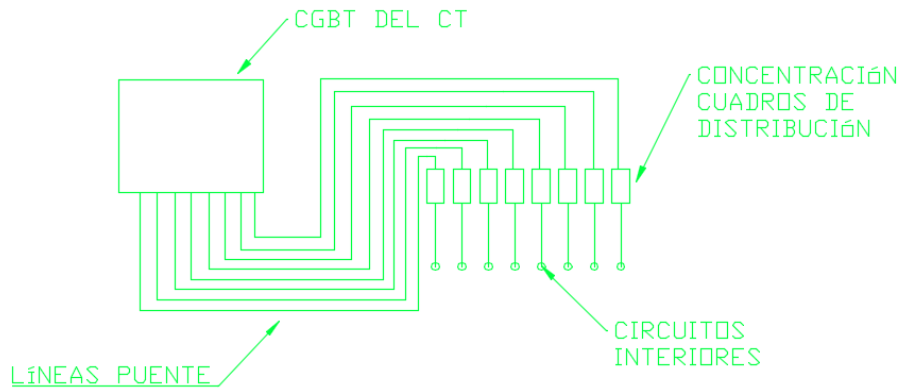 CGBT DEL CT
CONCENTRACIóN
CUADROS DE
DISTRIBUCIóN
CIRCUITOS
INTERIORES
LíNEAS PUENTE